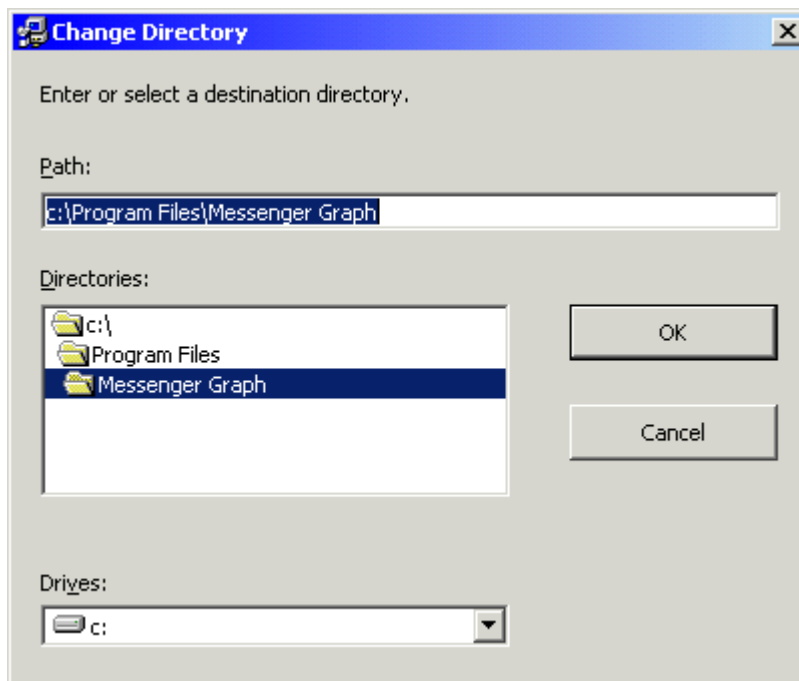 Change Directory
Enter or select a destination directory.
Path:
c:\Program Files\Messenger Graph
Directories:
c:\
Program Files
Messenger Graph
OK
Cancel
Drives:
c: